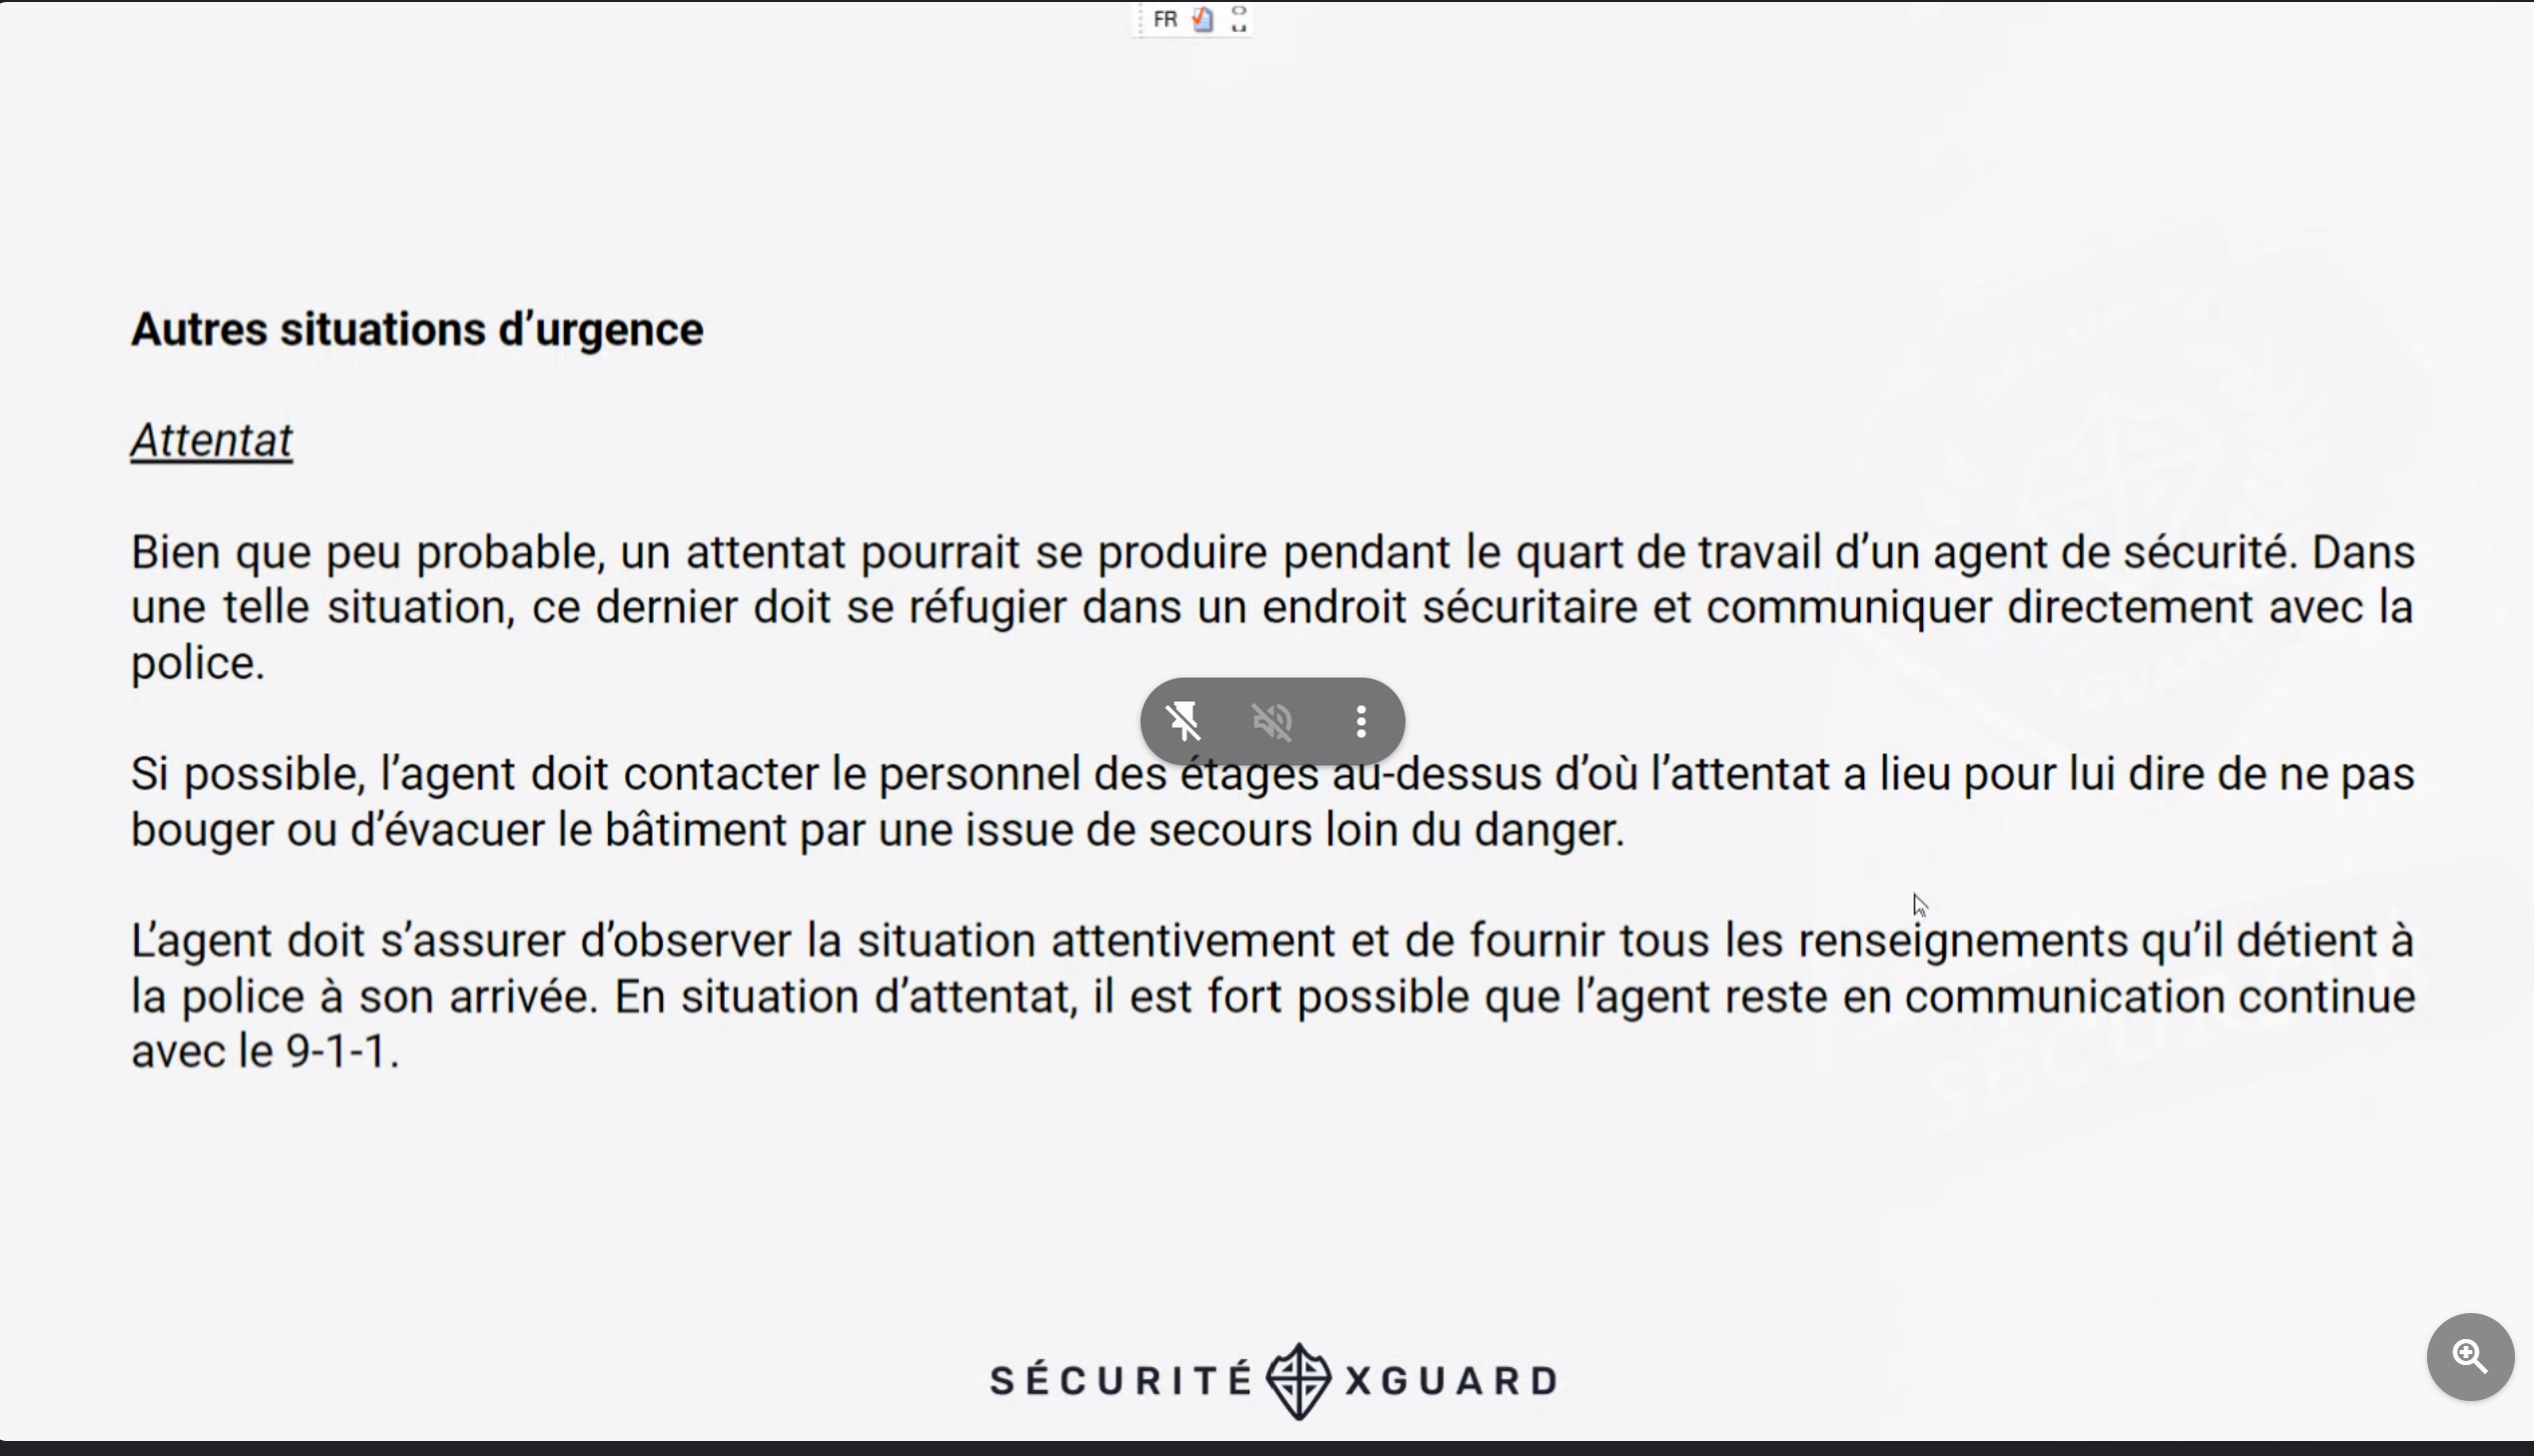 FR
Autres situations d’urgence
Attentat
Bien que peu probable, un attentat pourrait se produire pendant le quart de travail d’un agent de sécurité. Dans
une telle situation, ce dernier doit se réfugier dans un endroit sécuritaire et communiquer directement avec la
police.
Si possible, l’agent doit contacter le personnel des étages au-dessus d’où l’attentat a lieu pour lui dire de ne pas
bouger ou d’évacuer le bâtiment par une issue de secours loin du danger.
L’agent doit s’assurer d’observer la situation attentivement et de fournir tous les renseignements qu’il détient à
la police à son arrivée. En situation d’attentat, il est fort possible que l’agent reste en communication continue
avec le 9-1-1.
SÉCURITÉ XGUARD